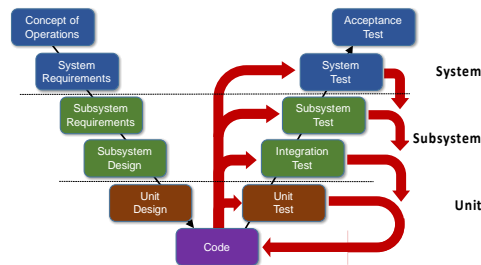 Concept of
Operations
Acceptance
Test
System
Requirements
System
Test
System
Subsystem
Requirements
Subsystem
Test
Subsystem
Subsystem
Design
Integration
Test
Unit
Design
Unit
Test
Unit
Code